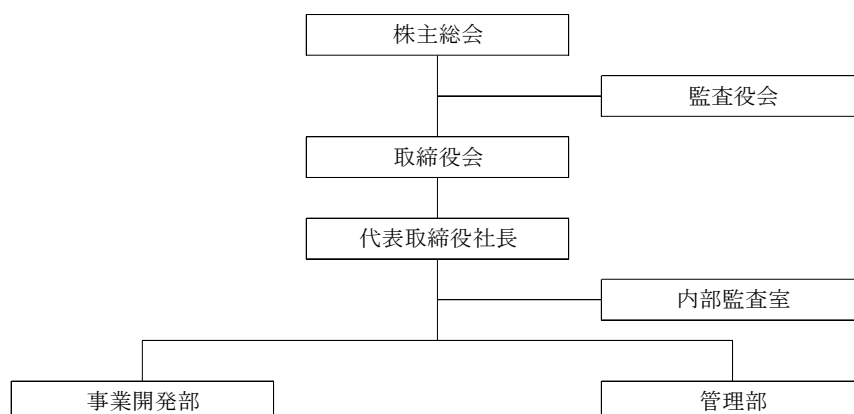 株主総会
監査役会
取締役会
代表取締役社長
内部監査室
事業開発部
管理部